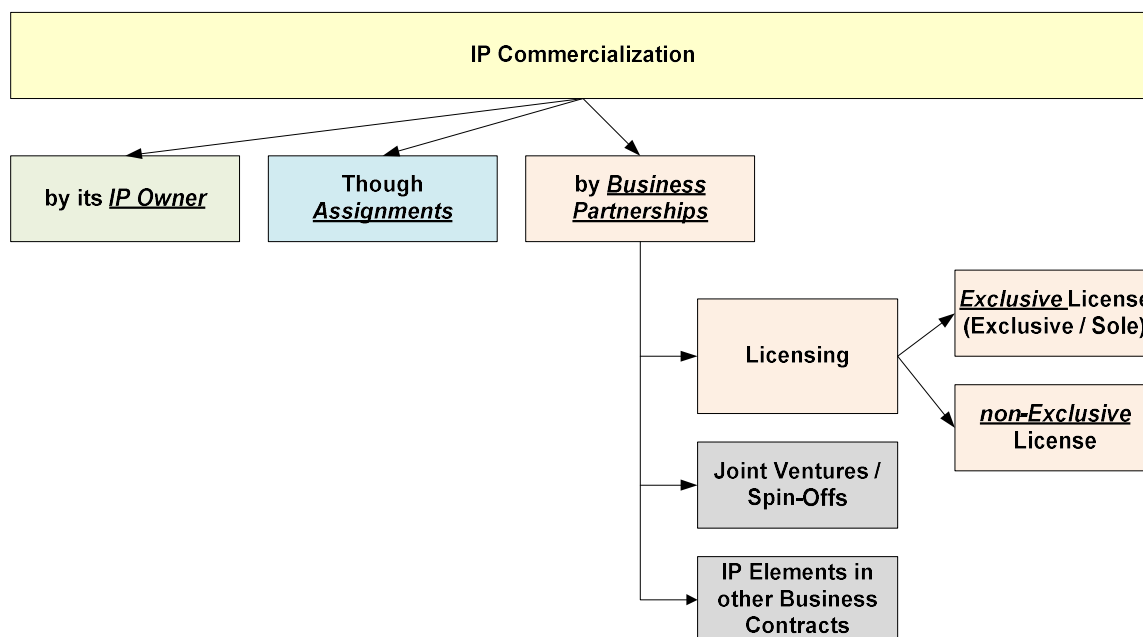 IP Commercialization
by its IP Owner
Though
Assignments
by Business
Partnerships
Exclusive License
(Exclusive / Sole)
Licensing
non-Exclusive
License
Joint Ventures /
Spin-Offs
IP Elements in
other Business
Contracts